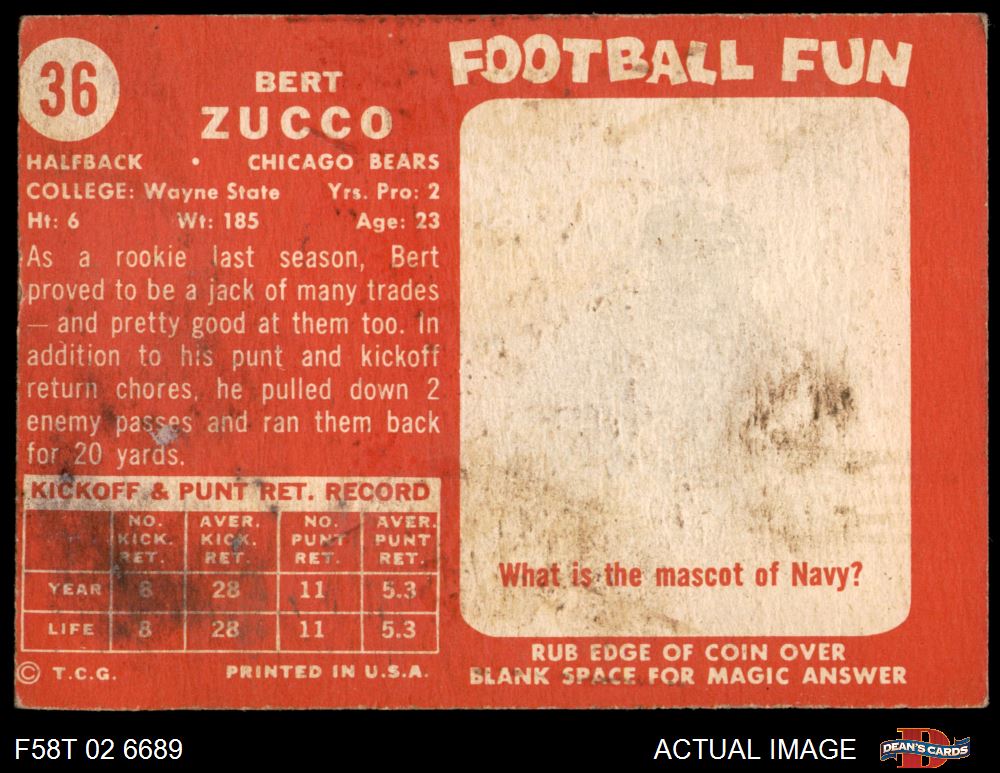 36
BERT
ZUCCO
HALFBACK • CHICAGO BEARS
COLLEGE: Wayne State Yrs. Pro: 2
Ht: 6 Wt: 185 Age: 23
As a rookie last season, Bert
proved to be a jack of many trades
— and pretty good at them too. In
addition to his punt and kickoff
return chores, he pulled down 2
enemy passes and ran them back
for 20 yards.
KICKOFF & PUNT RET. RECORD
NO. KICK. RET. AVER. KICK. RET. NO. PUNT RET. AVER. PUNT RET.
YEAR 8 28 11 5.3
LIFE 8 28 11 5.3
© T.C.G. PRINTED IN U.S.A.
FOOTBALL FUN
What is the mascot of Navy?
RUB EDGE OF COIN OVER
BLANK SPACE FOR MAGIC ANSWER
F58T 02 6689 ACTUAL IMAGE DEAN'S CARDS